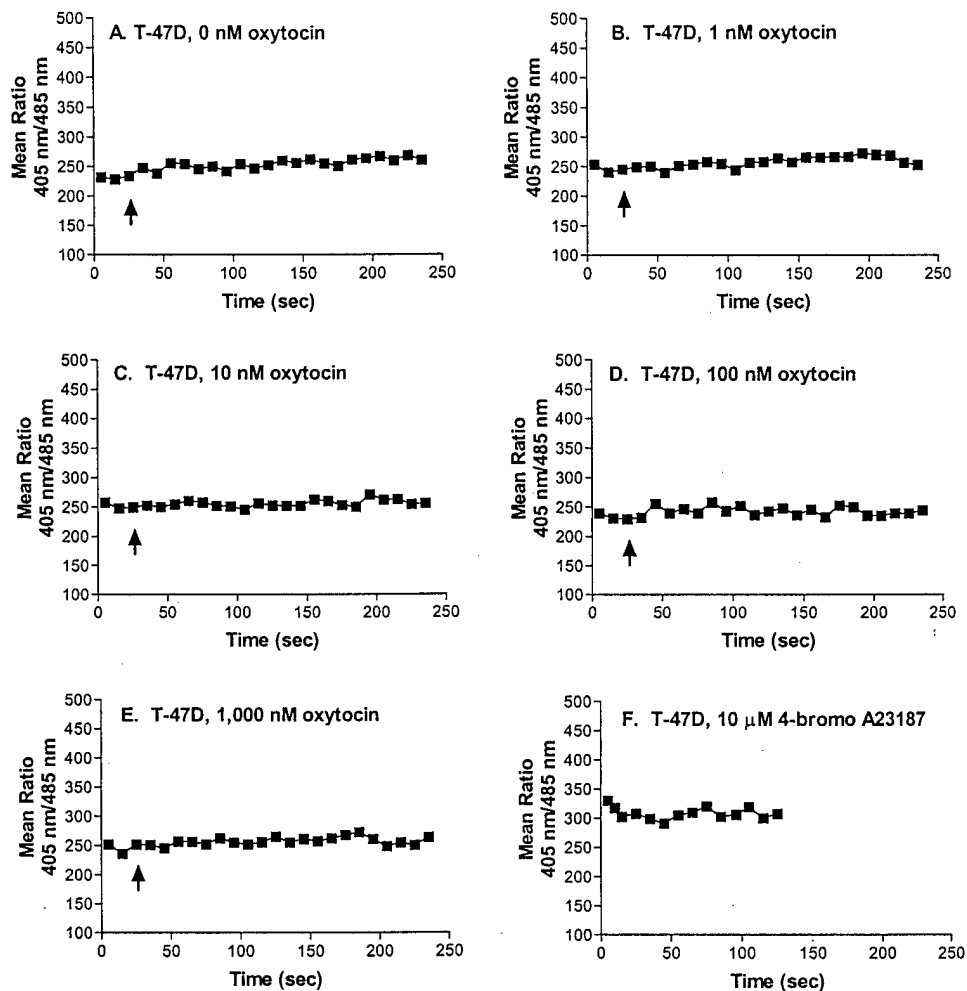 A. T-47D, 0 nM oxytocin
Mean Ratio
405 nm/485 nm
500
450
400
350
300
250
200
150
100
0 50 100 150 200 250
Time (sec)
B. T-47D, 1 nM oxytocin
Mean Ratio
405 nm/485 nm
500
450
400
350
300
250
200
150
100
0 50 100 150 200 250
Time (sec)
C. T-47D, 10 nM oxytocin
Mean Ratio
405 nm/485 nm
500
450
400
350
300
250
200
150
100
0 50 100 150 200 250
Time (sec)
D. T-47D, 100 nM oxytocin
Mean Ratio
405 nm/485 nm
500
450
400
350
300
250
200
150
100
0 50 100 150 200 250
Time (sec)
E. T-47D, 1,000 nM oxytocin
Mean Ratio
405 nm/485 nm
500
450
400
350
300
250
200
150
100
0 50 100 150 200 250
Time (sec)
F. T-47D, 10 μM 4-bromo A23187
Mean Ratio
405 nm/485 nm
500
450
400
350
300
250
200
150
100
0 50 100 150 200 250
Time (sec)